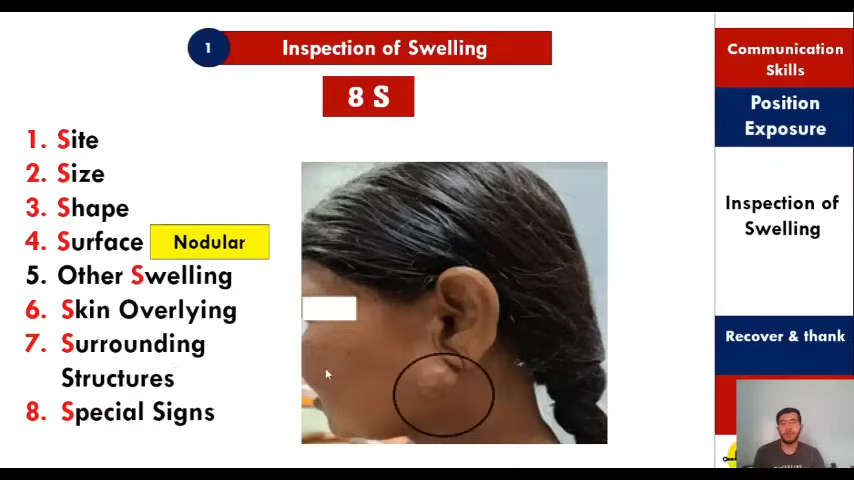 1
Inspection of Swelling
8 S
1. Site
2. Size
3. Shape
4. Surface
Nodular
5. Other Swelling
6. Skin Overlying
7. Surrounding
Structures
8. Special Signs
Communication
Skills
Position
Exposure
Inspection of
Swelling
Recover & thank